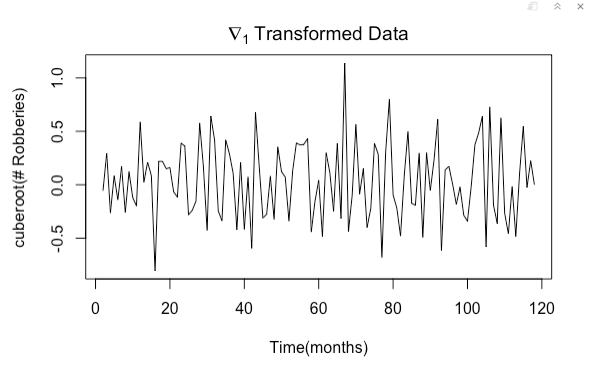 ∇₁ Transformed Data
cuberoot(# Robberies)
1.0
0.5
0.0
-0.5
0 20 40 60 80 100 120
Time(months)